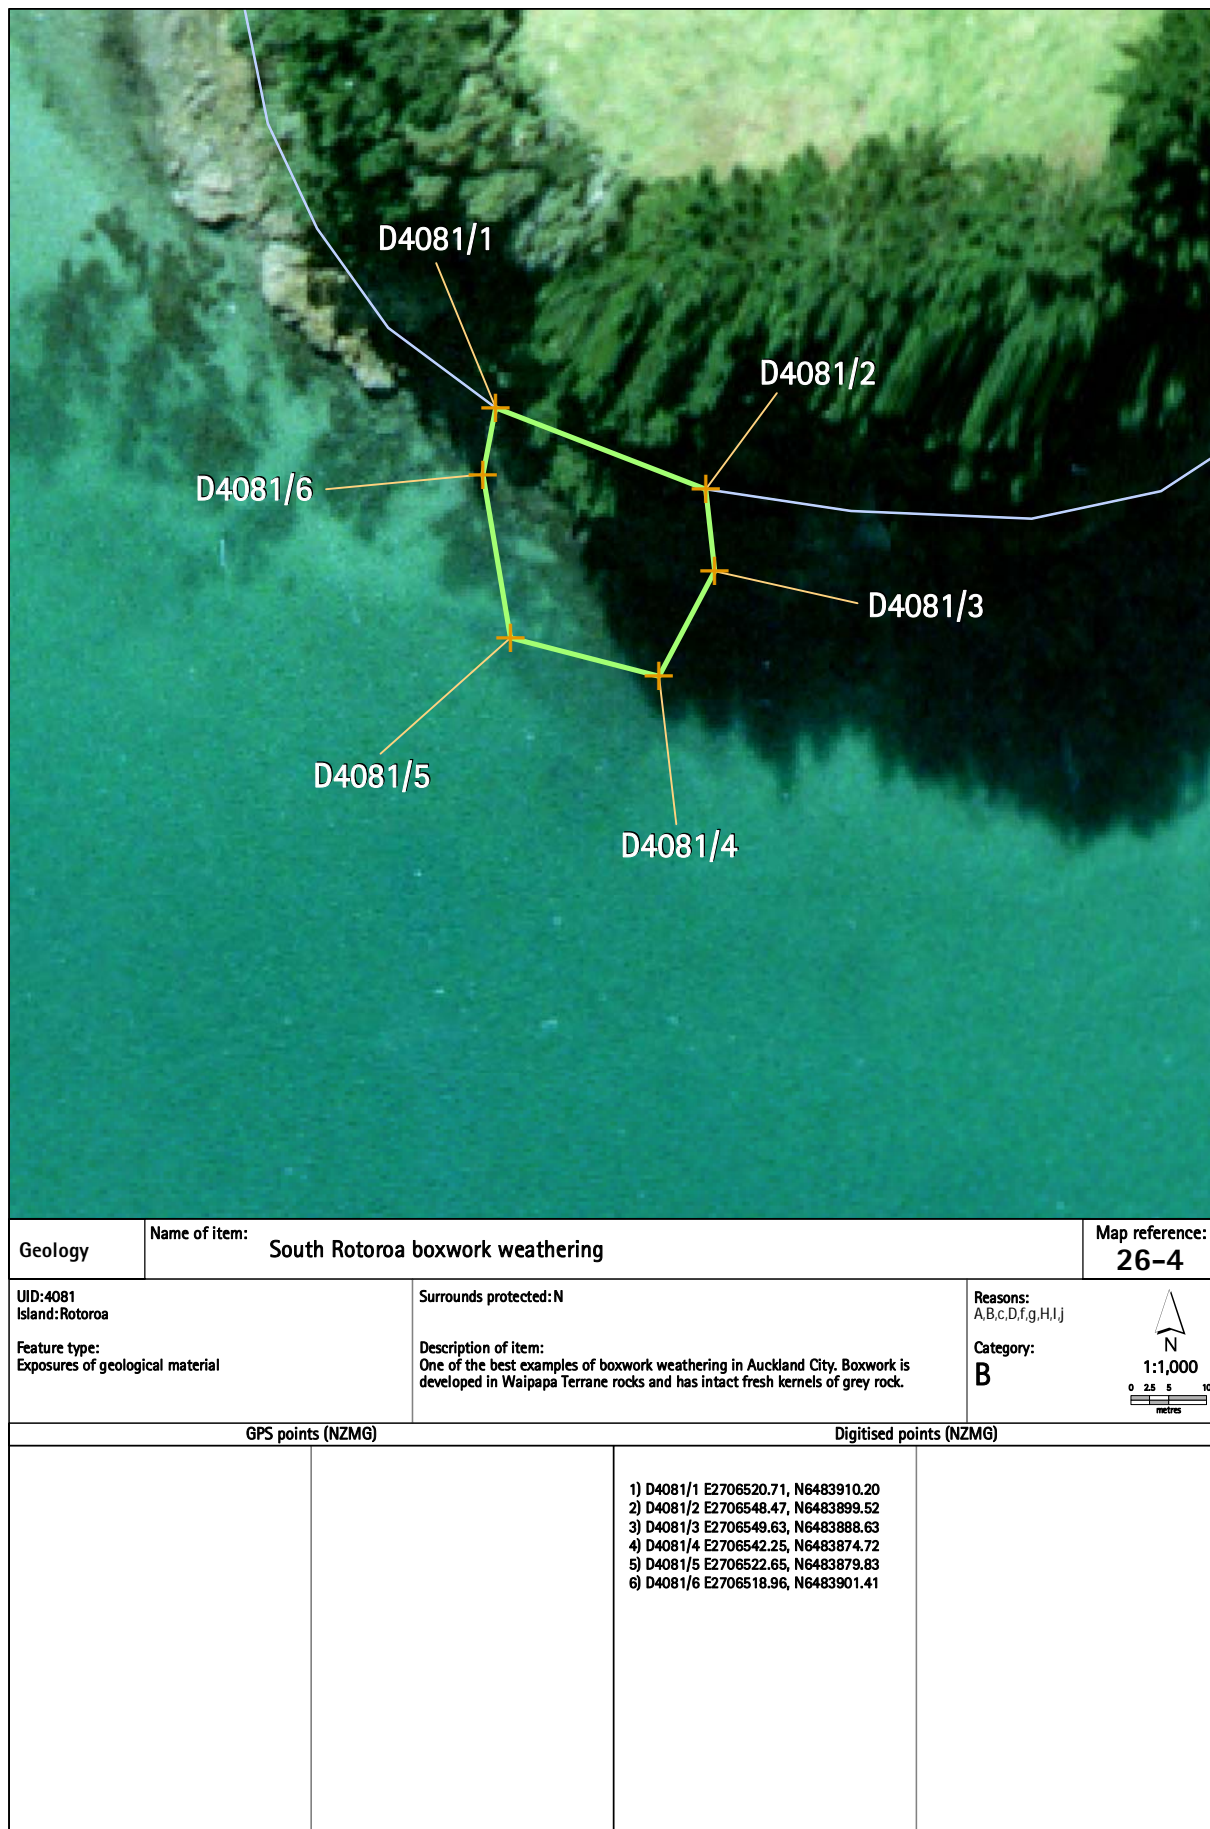 D4081/1
D4081/2
D4081/6
D4081/3
D4081/5
D4081/4
Geology
Name of item:
South Rotoroa boxwork weathering
Map reference:
26-4
UID:4081
Island:Rotoroa
Feature type:
Exposures of geological material
Surrounds protected:N
Description of item:
One of the best examples of boxwork weathering in Auckland City. Boxwork is
developed in Waipapa Terrane rocks and has intact fresh kernels of grey rock.
Reasons:
A,B,c,D,f,g,H,I,j
Category:
B
N
1:1,000
0 2.5 5 10
metres
GPS points (NZMG)
Digitised points (NZMG)
1) D4081/1 E2706520.71, N6483910.20
2) D4081/2 E2706548.47, N6483899.52
3) D4081/3 E2706549.63, N6483888.63
4) D4081/4 E2706542.25, N6483874.72
5) D4081/5 E2706522.65, N6483879.83
6) D4081/6 E2706518.96, N6483901.41